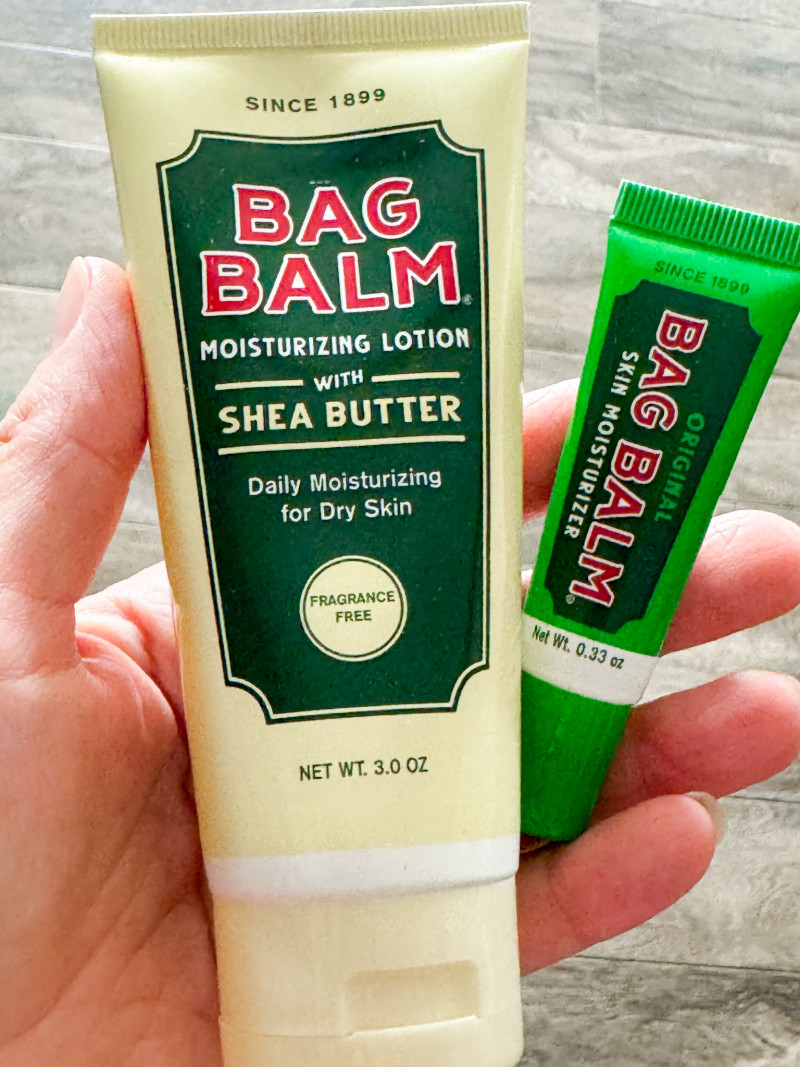 SINCE 1899
BAG
BALM®
MOISTURIZING LOTION
WITH
SHEA BUTTER
Daily Moisturizing
for Dry Skin
FRAGRANCE
FREE
NET WT. 3.0 OZ
SINCE 1899
ORIGINAL
BAG BALM®
SKIN MOISTURIZER
Net Wt. 0.33 oz